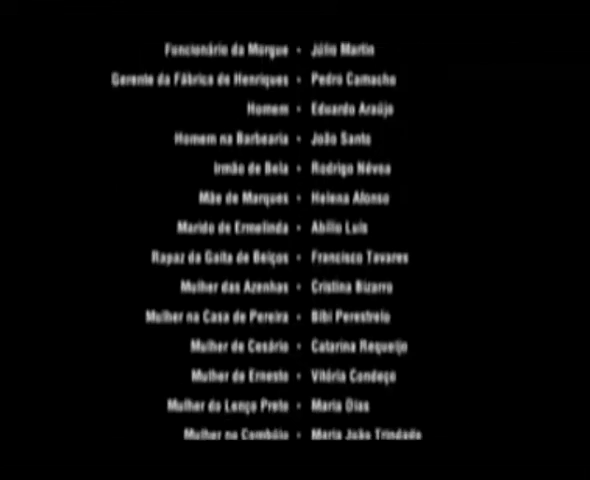 Funcionário da Morgue • Júlio Martin
Gerente da Fábrica de Henriques • Pedro Camacho
Homem • Eduardo Araújo
Homem na Barbearia • João Santo
Irmão de Bela • Rodrigo Névoa
Mãe de Marques • Helena Afonso
Marido de Ermelinda • Abílio Luis
Rapaz da Gaita de Beiços • Francisco Tavares
Mulher das Azenhas • Cristina Bizarro
Mulher na Casa de Pereira • Bibi Perestrelo
Mulher de Cesário • Catarina Requeijo
Mulher de Ernesto • Vitória Condeço
Mulher do Lenço Preto • Maria Dias
Mulher no Combóio • Maria João Trindade